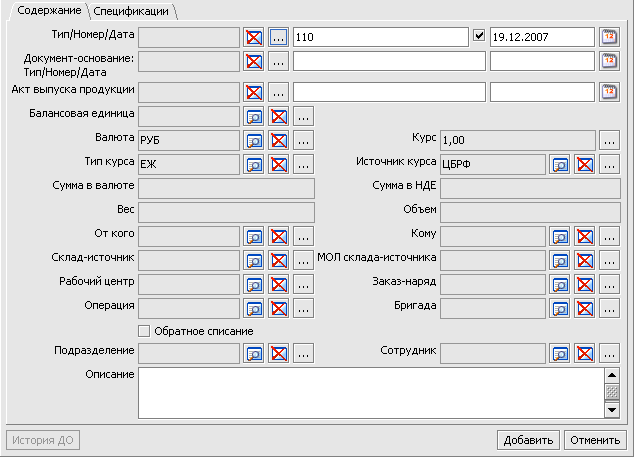 Содержание Спецификации
Тип/Номер/Дата ... 110 19.12.2007 12
Документ-основание: ... 12
Тип/Номер/Дата
Акт выпуска продукции ... 12
Балансовая единица ...
Валюта РУБ ... Курс 1,00 ...
Тип курса ЕЖ ... Источник курса ЦБРФ ...
Сумма в валюте Сумма в НДЕ
Вес Объем
От кого ... Кому ...
Склад-источник ... МОЛ склада-источника ...
Рабочий центр ... Заказ-наряд ...
Операция ... Бригада ...
Обратное списание
Подразделение ... Сотрудник ...
Описание
История ДО Добавить Отменить